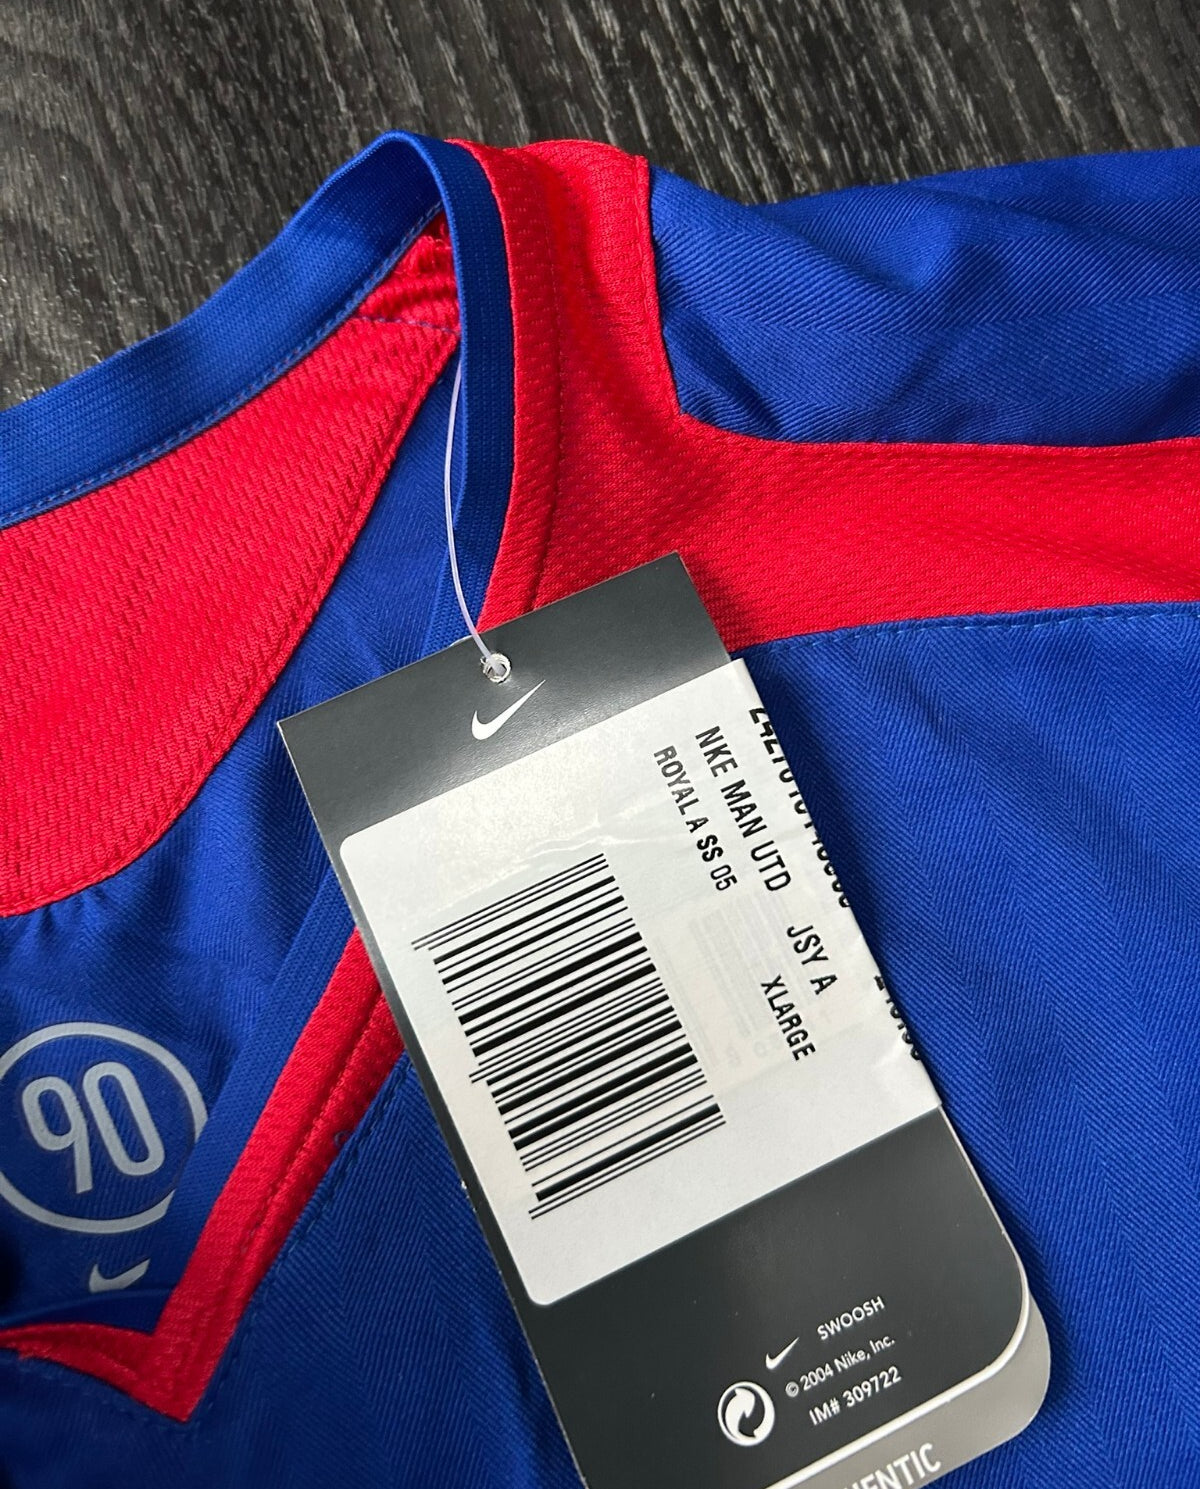 NKE MAN UTD JSY A
ROYAL A SS 05 XLARGE
90
SWOOSH
© 2004 Nike, Inc.
IM# 309722